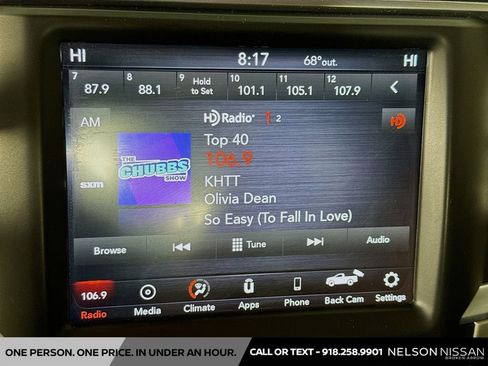 HI 8:17 68°out. HI
7 8 9 10 11 12
87.9 88.1 Hold to Set 101.1 105.1 107.9
AM HD Radio 1 2 HD
Top 40
106.9
THE CHUBBS SHOW
KHTT
sxm
Olivia Dean
So Easy (To Fall In Love)
Browse Tune Audio
106.9
Radio Media Climate Apps Phone Back Cam Settings
ONE PERSON. ONE PRICE. IN UNDER AN HOUR. CALL OR TEXT - 918.258.9901 NELSON NISSAN
BROKEN ARROW